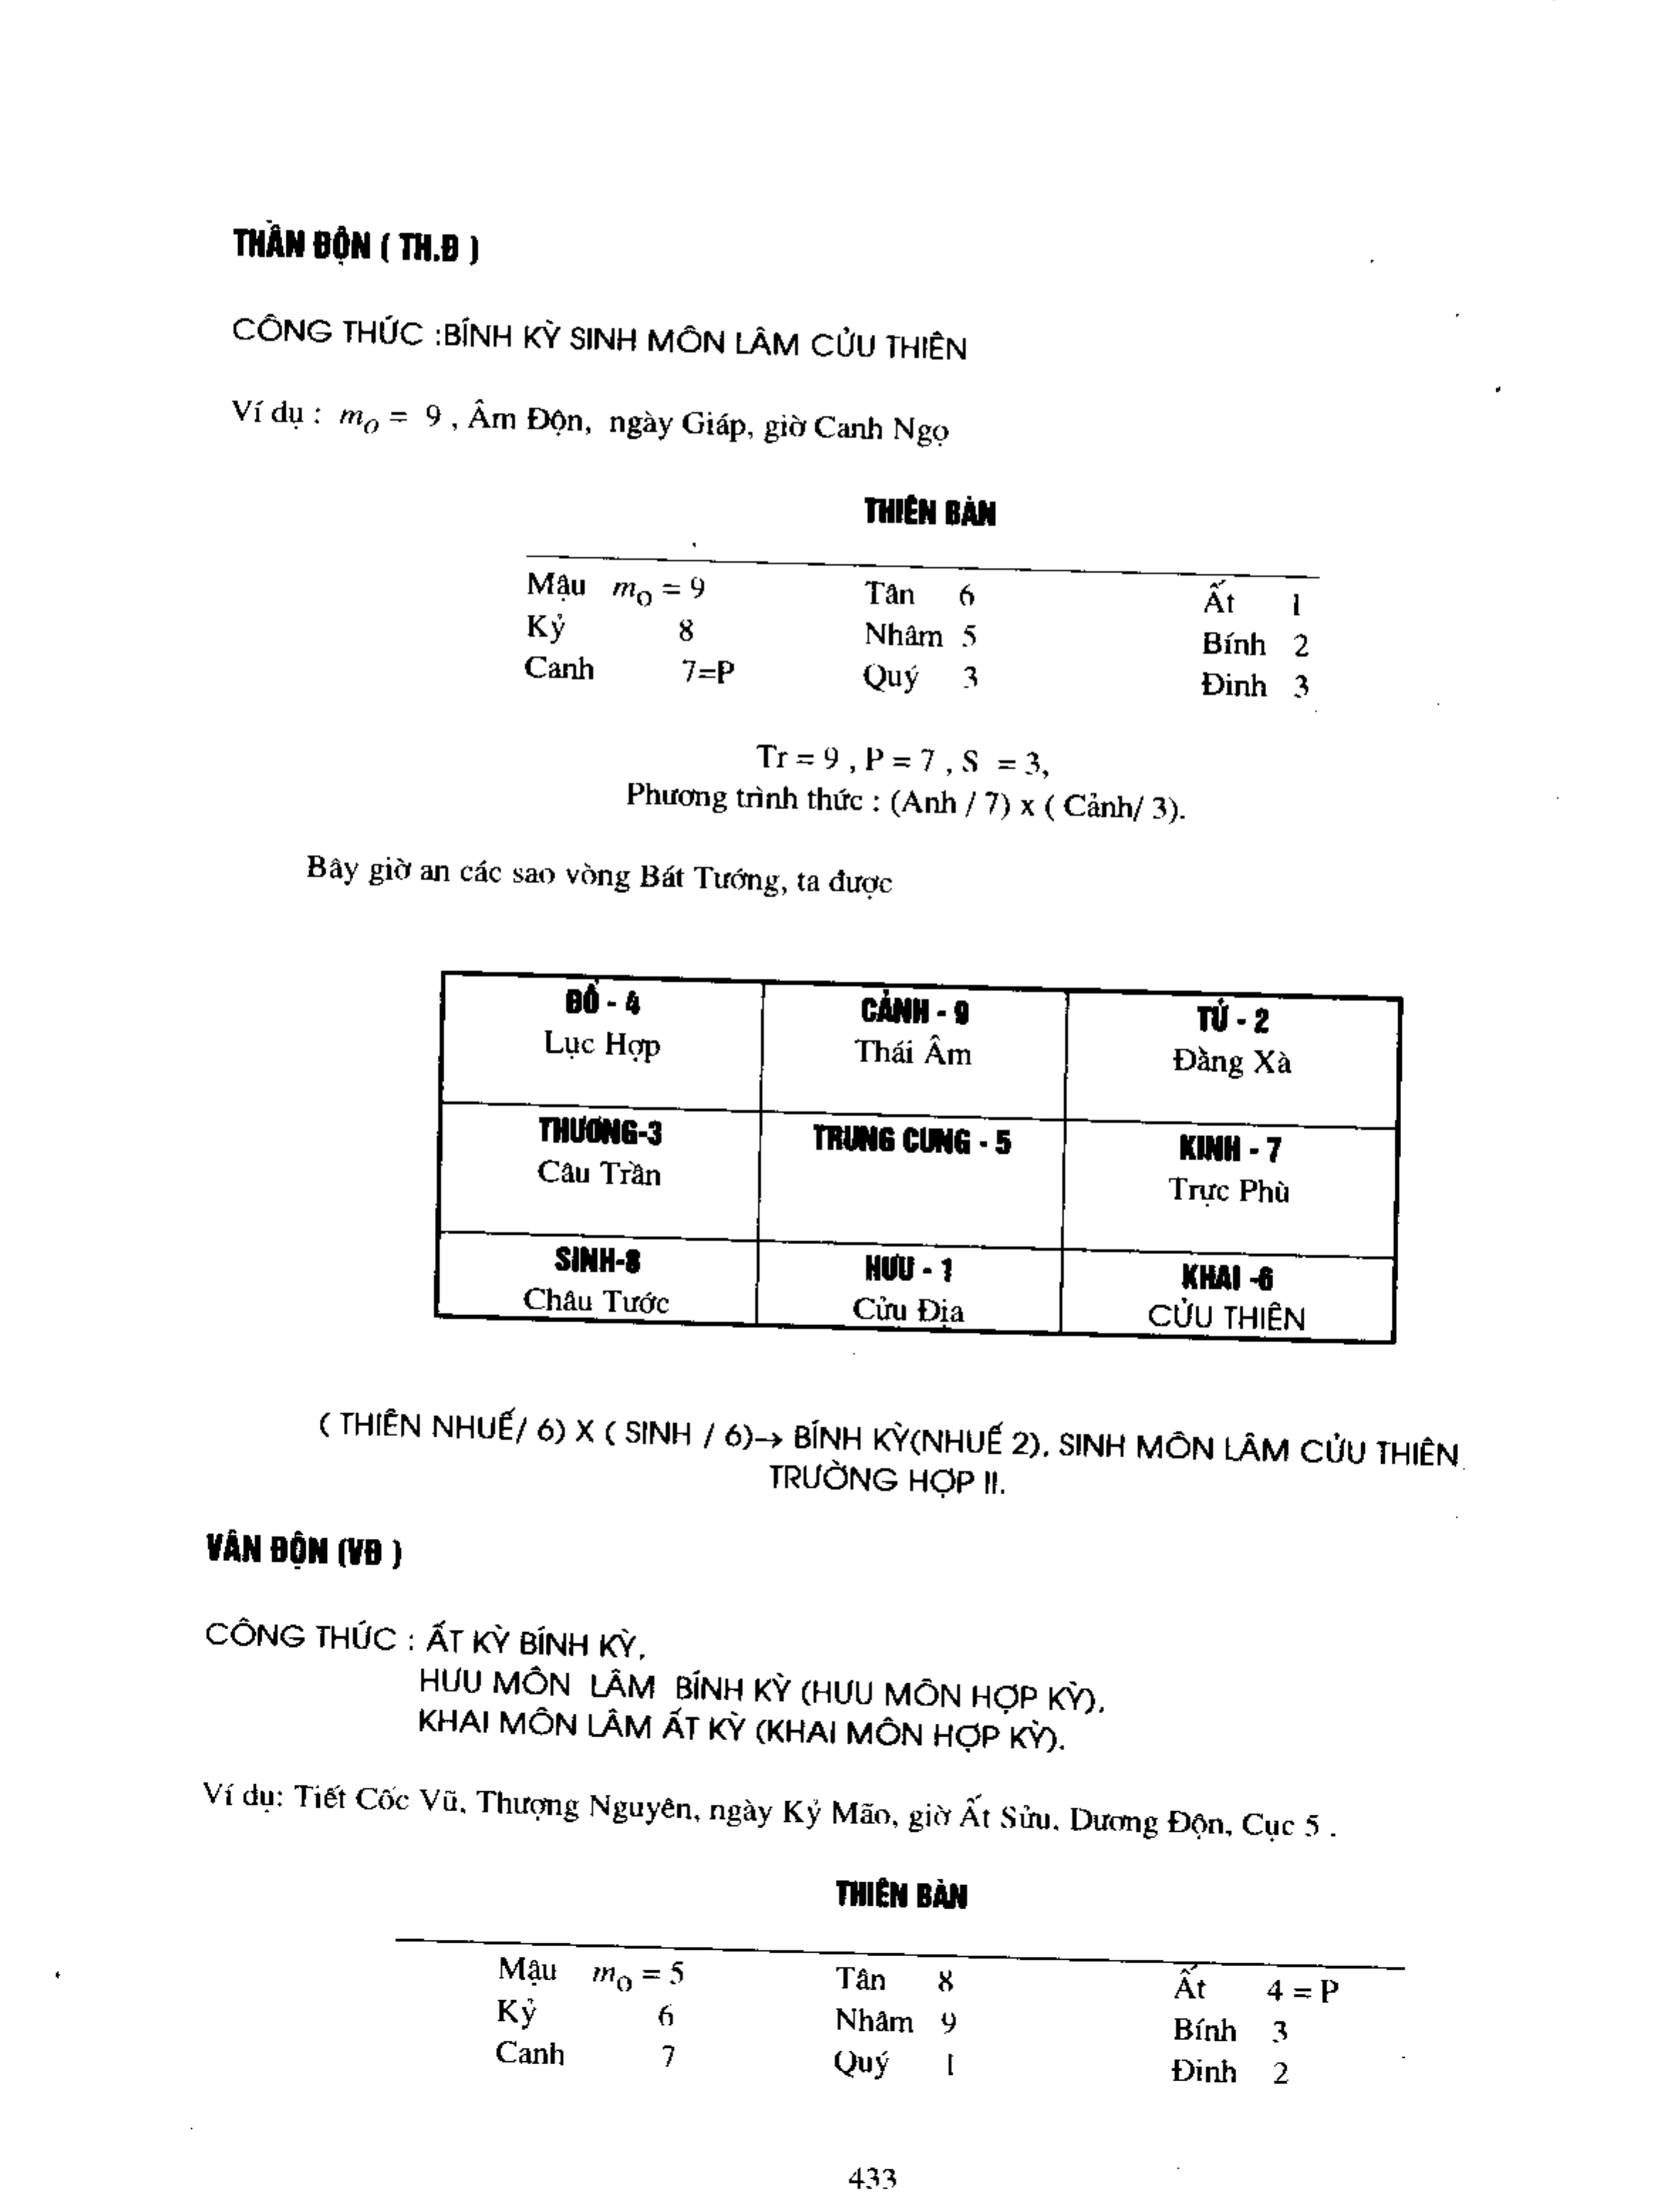 THẦN ĐỘN ( TH.Đ )
CÔNG THỨC :BÍNH KỲ SINH MÔN LÂM CỬU THIÊN
Ví dụ : mo = 9 , Âm Độn, ngày Giáp, giờ Canh Ngọ
THIÊN BÀN
Mậu mo = 9 Tân 6 Ất 1
Kỷ 8 Nhâm 5 Bính 2
Canh 7=P Quý 3 Đinh 3
Tr = 9 , P = 7 , S = 3,
Phương trình thức : (Anh / 7) x ( Cảnh/ 3).
Bây giờ an các sao vòng Bát Tướng, ta được
ĐỖ - 4 CẢNH - 9 TỬ - 2
Lục Hợp Thái Âm Đằng Xà
THƯƠNG-3 TRUNG CUNG - 5 KINH - 7
Câu Trần Trực Phù
SINH-8 HƯU - 1 KHAI -6
Châu Tước Cửu Địa CỬU THIÊN
( THIÊN NHUẾ/ 6) X ( SINH / 6)→ BÍNH KỲ(NHUẾ 2), SINH MÔN LÂM CỬU THIÊN
TRƯỜNG HỢP II.
VÂN ĐỘN (VĐ )
CÔNG THỨC : ẤT KỲ BÍNH KỲ,
HƯU MÔN LÂM BÍNH KỲ (HƯU MÔN HỢP KỲ),
KHAI MÔN LÂM ẤT KỲ (KHAI MÔN HỢP KỲ).
Ví dụ: Tiết Cốc Vũ, Thượng Nguyên, ngày Kỷ Mão, giờ Ất Sửu, Dương Độn, Cục 5 .
THIÊN BÀN
Mậu mo = 5 Tân 8 Ất 4 = P
Kỷ 6 Nhâm 9 Bính 3
Canh 7 Quý 1 Đinh 2
433